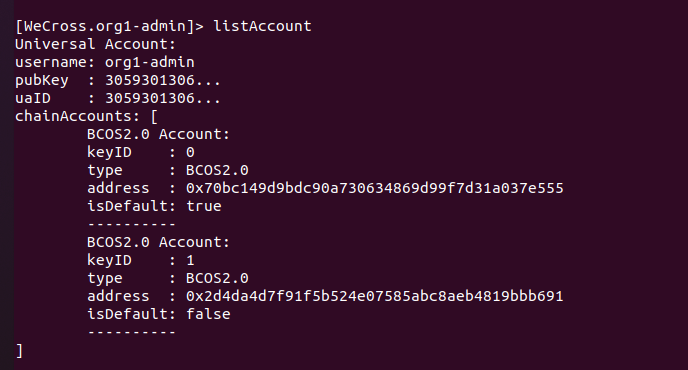 [WeCross.org1-admin]> listAccount
Universal Account:
username: org1-admin
pubKey  : 3059301306...
uaID    : 3059301306...
chainAccounts: [
        BCOS2.0 Account:
        keyID    : 0
        type     : BCOS2.0
        address  : 0x70bc149d9bdc90a730634869d99f7d31a037e555
        isDefault: true
        ----------
        BCOS2.0 Account:
        keyID    : 1
        type     : BCOS2.0
        address  : 0x2d4da4d7f91f5b524e07585abc8aeb4819bbb691
        isDefault: false
        ----------
]